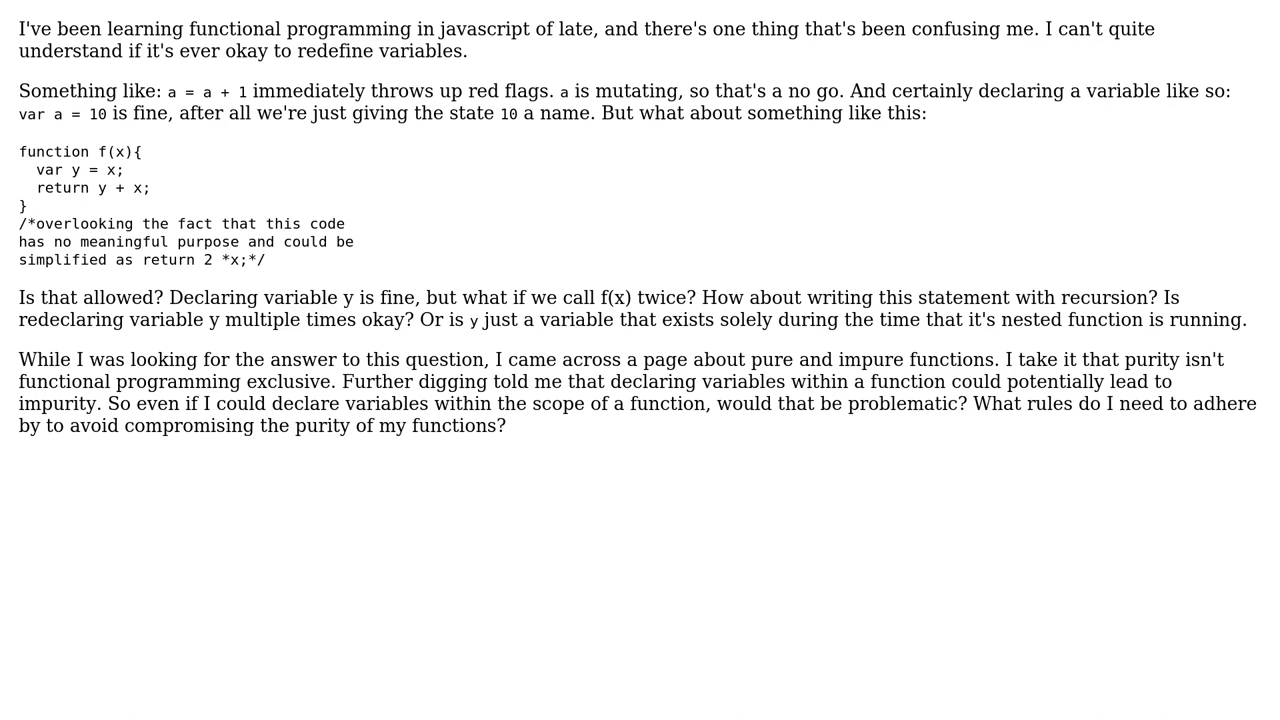 I've been learning functional programming in javascript of late, and there's one thing that's been confusing me. I can't quite
understand if it's ever okay to redefine variables.
Something like: a = a + 1 immediately throws up red flags. a is mutating, so that's a no go. And certainly declaring a variable like so:
var a = 10 is fine, after all we're just giving the state 10 a name. But what about something like this:
function f(x){
  var y = x;
  return y + x;
}
/*overlooking the fact that this code
has no meaningful purpose and could be
simplified as return 2 *x;*/
Is that allowed? Declaring variable y is fine, but what if we call f(x) twice? How about writing this statement with recursion? Is
redeclaring variable y multiple times okay? Or is y just a variable that exists solely during the time that it's nested function is running.
While I was looking for the answer to this question, I came across a page about pure and impure functions. I take it that purity isn't
functional programming exclusive. Further digging told me that declaring variables within a function could potentially lead to
impurity. So even if I could declare variables within the scope of a function, would that be problematic? What rules do I need to adhere
by to avoid compromising the purity of my functions?